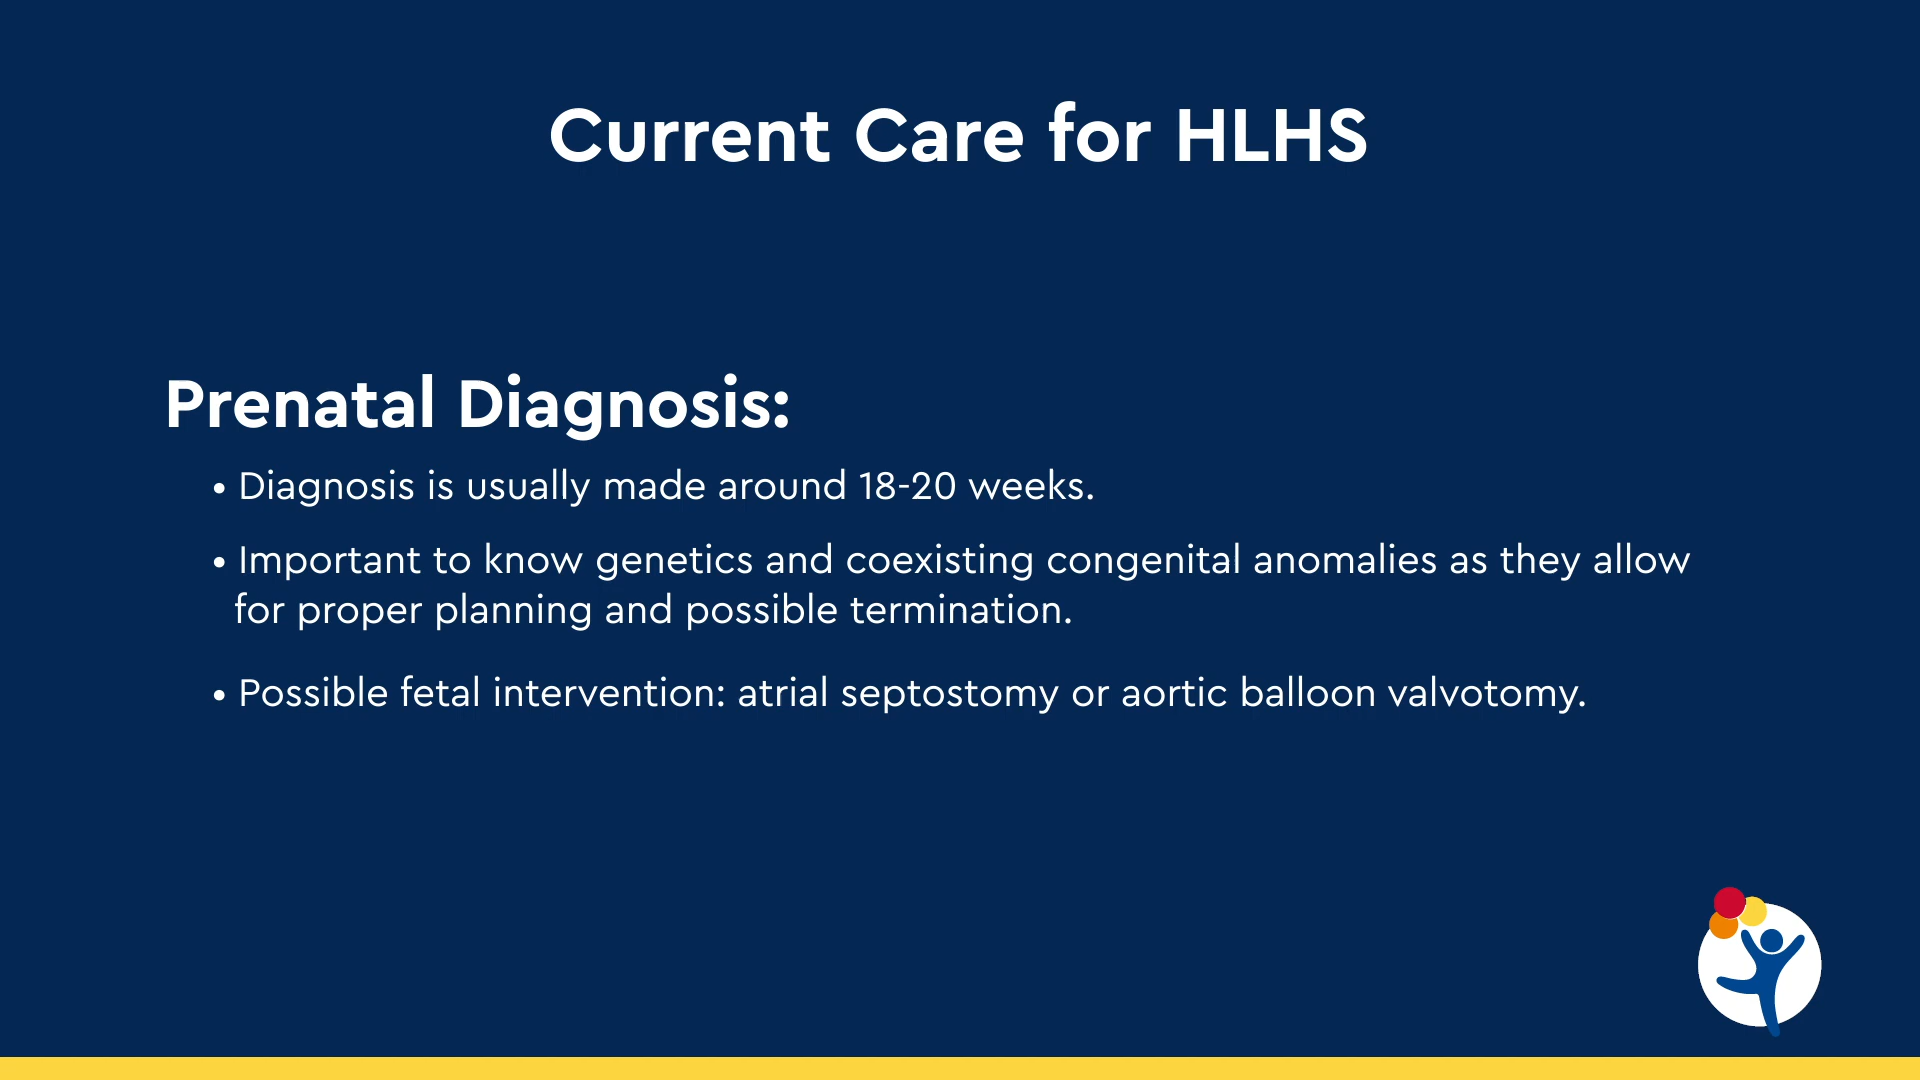 Current Care for HLHS
Prenatal Diagnosis:
• Diagnosis is usually made around 18-20 weeks.
• Important to know genetics and coexisting congenital anomalies as they allow
for proper planning and possible termination.
• Possible fetal intervention: atrial septostomy or aortic balloon valvotomy.